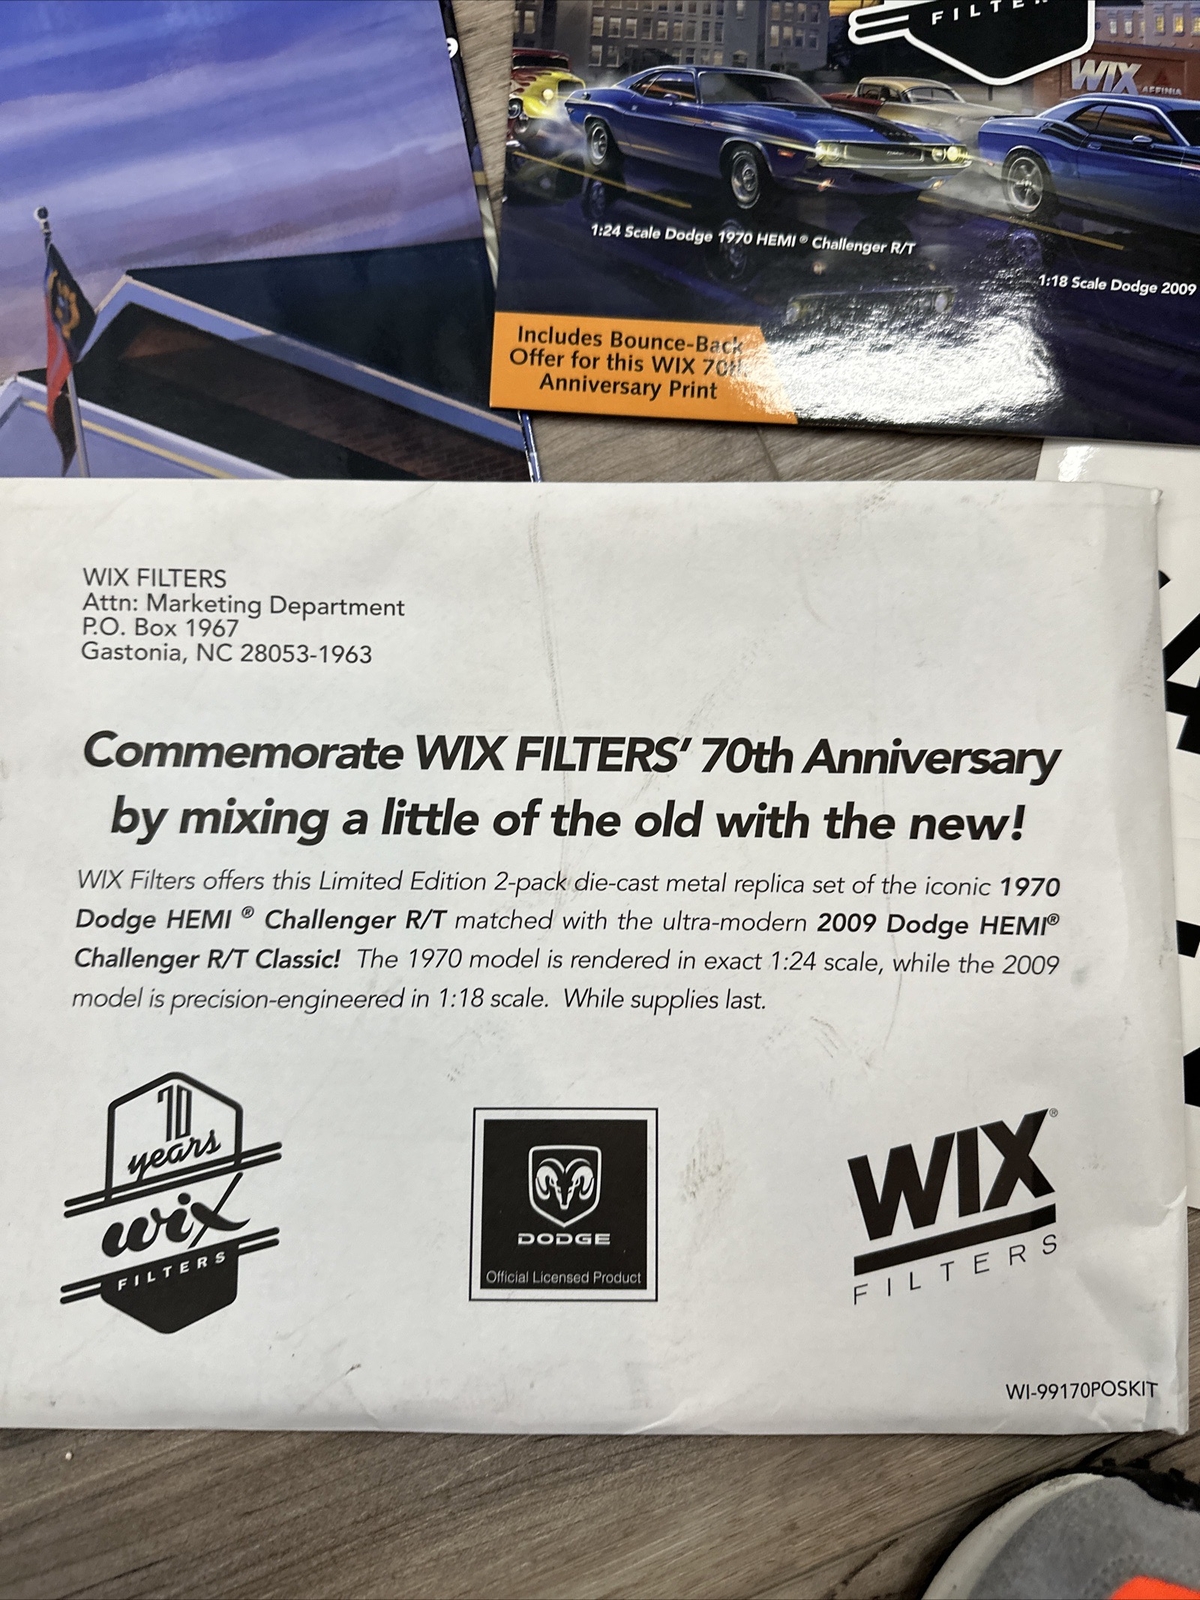 FILTE
WIX
AFFINIA
1:24 Scale Dodge 1970 HEMI ® Challenger R/T
1:18 Scale Dodge 2009
Includes Bounce-Back
Offer for this WIX 70th
Anniversary Print
WIX FILTERS
Attn: Marketing Department
P.O. Box 1967
Gastonia, NC 28053-1963
Commemorate WIX FILTERS' 70th Anniversary
by mixing a little of the old with the new!
WIX Filters offers this Limited Edition 2-pack die-cast metal replica set of the iconic 1970
Dodge HEMI ® Challenger R/T matched with the ultra-modern 2009 Dodge HEMI®
Challenger R/T Classic! The 1970 model is rendered in exact 1:24 scale, while the 2009
model is precision-engineered in 1:18 scale. While supplies last.
70
years
wix
FILTERS
DODGE
Official Licensed Product
WIX®
FILTERS
WI-99170POSKIT